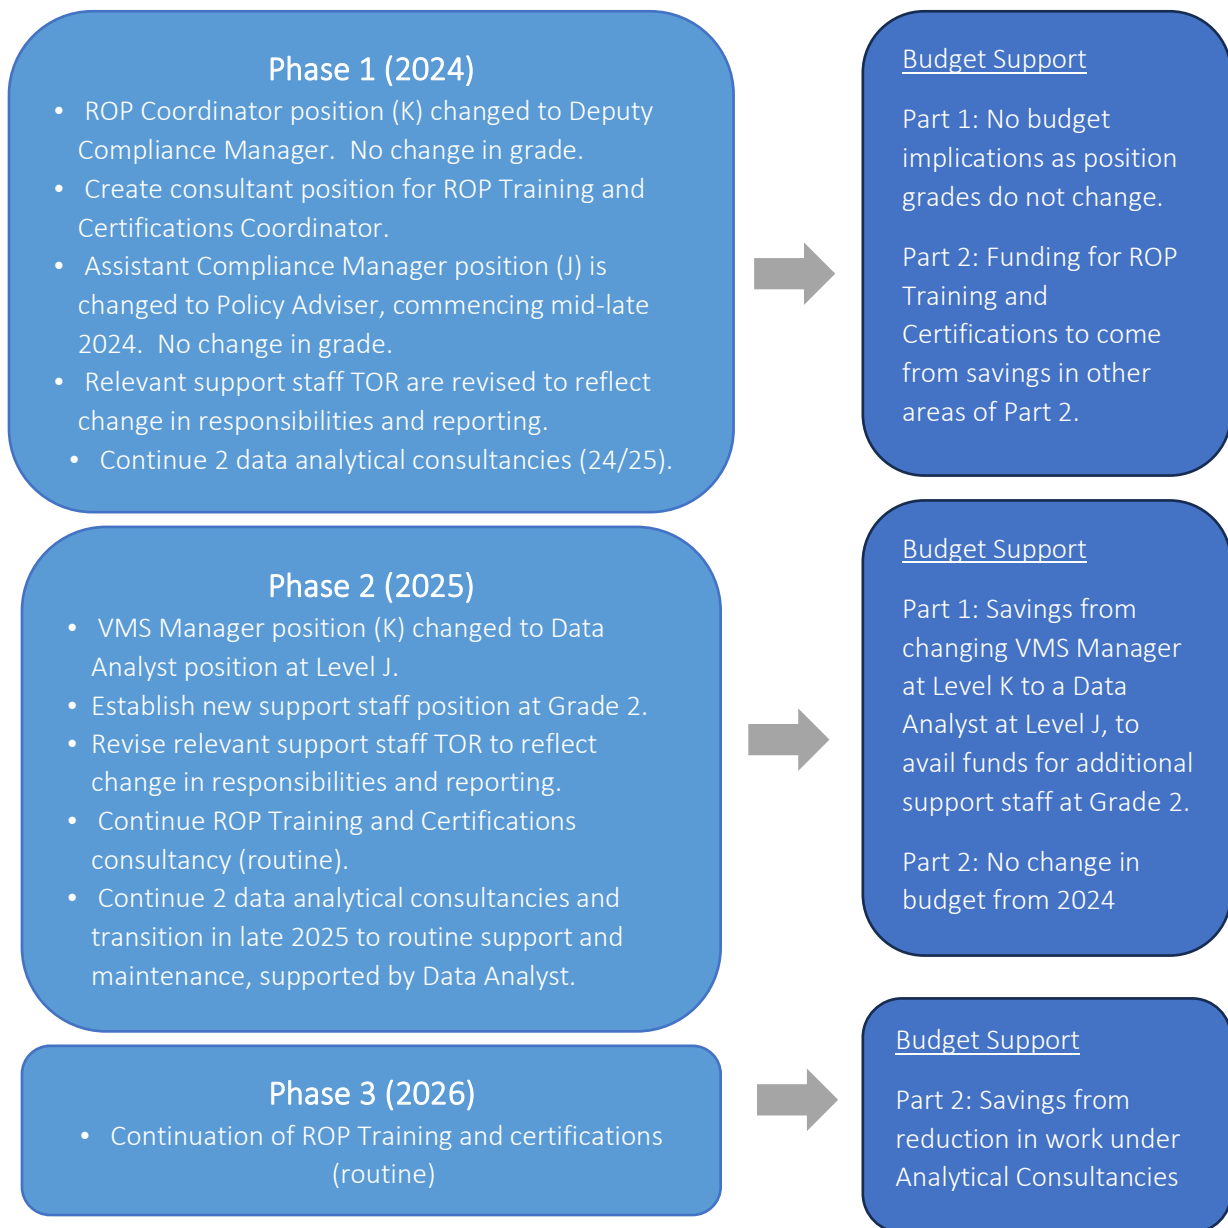 Phase 1 (2024)
• ROP Coordinator position (K) changed to Deputy
Compliance Manager.  No change in grade.
• Create consultant position for ROP Training and
Certifications Coordinator.
• Assistant Compliance Manager position (J) is
changed to Policy Adviser, commencing mid-late
2024.  No change in grade.
• Relevant support staff TOR are revised to reflect
change in responsibilities and reporting.
• Continue 2 data analytical consultancies (24/25).
Budget Support
Part 1: No budget
implications as position
grades do not change.
Part 2: Funding for ROP
Training and
Certifications to come
from savings in other
areas of Part 2.
Phase 2 (2025)
• VMS Manager position (K) changed to Data
Analyst position at Level J.
• Establish new support staff position at Grade 2.
• Revise relevant support staff TOR to reflect
change in responsibilities and reporting.
• Continue ROP Training and Certifications
consultancy (routine).
• Continue 2 data analytical consultancies and
transition in late 2025 to routine support and
maintenance, supported by Data Analyst.
Budget Support
Part 1: Savings from
changing VMS Manager
at Level K to a Data
Analyst at Level J, to
avail funds for additional
support staff at Grade 2.
Part 2: No change in
budget from 2024
Phase 3 (2026)
• Continuation of ROP Training and certifications
(routine)
Budget Support
Part 2: Savings from
reduction in work under
Analytical Consultancies